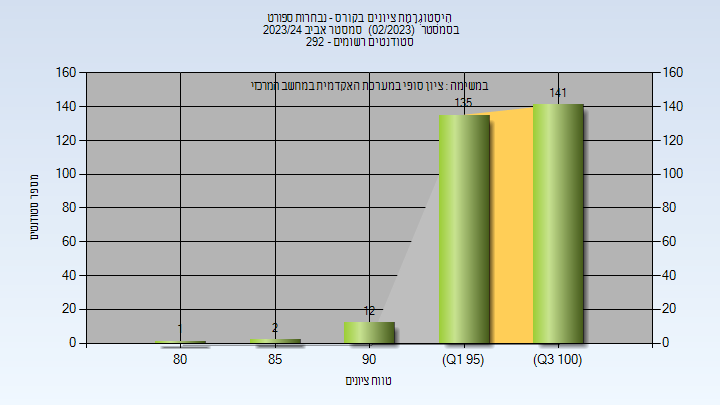 היסטוגרמת ציונים בקורס - נבחרות ספורט
בסמסטר (02/2023) סמסטר אביב 2023/24
סטודנטים רשומים - 292
במשימה : ציון סופי במערכת האקדמית במחשב המרכזי
160 160
140 140
120 120
100 100
80 80
60 60
40 40
20 20
0 0
1 2 12 135 141
מספר סטודנטים
80 85 90 (Q1 95) (Q3 100)
טווח ציונים